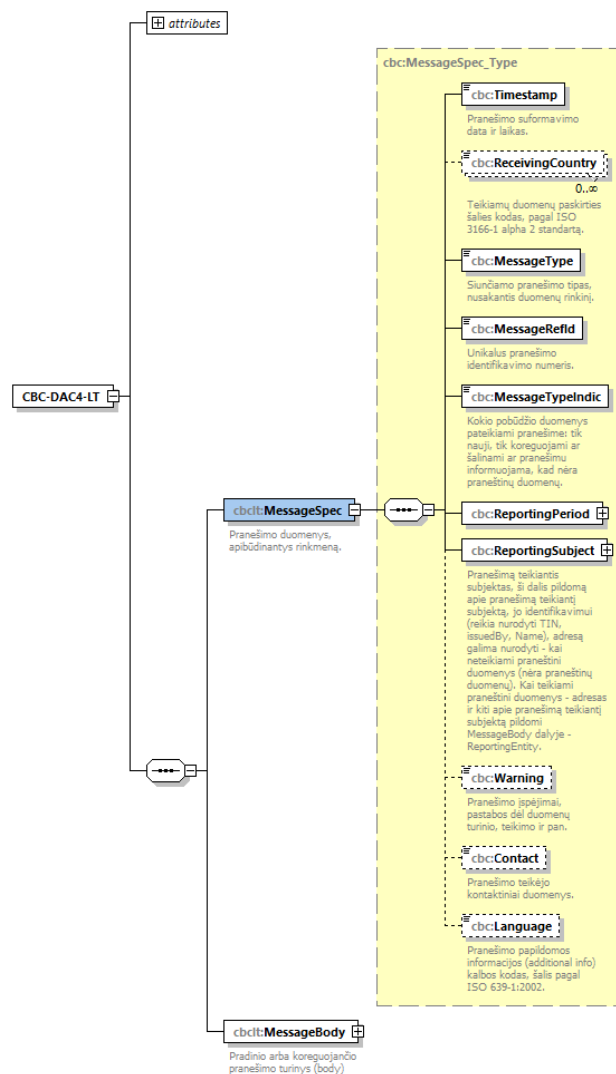 attributes
cbc:MessageSpec_Type
cbc:Timestamp
Pranešimo suformavimo
data ir laikas.
cbc:ReceivingCountry
0..∞
Teikiamų duomenų paskirties
šalies kodas, pagal ISO
3166-1 alpha 2 standartą.
cbc:MessageType
Siunčiamo pranešimo tipas,
nusakantis duomenų rinkinį.
cbc:MessageRefId
Unikalus pranešimo
identifikavimo numeris.
CBC-DAC4-LT
cbc:MessageTypeIndic
Kokio pobūdžio duomenys
pateikiami pranešime: tik
nauji, tik koreguojami ar
šalinami ar pranešimu
informuojama, kad nėra
praneštinų duomenų.
cbclt:MessageSpec
Pranešimo duomenys,
apibūdinantys rinkmeną.
cbc:ReportingPeriod
cbc:ReportingSubject
Pranešimą teikiantis
subjektas, ši dalis pildomą
apie pranešimą teikiantį
subjektą, jo identifikavimui
(reikia nurodyti TIN,
issuedBy, Name), adresą
galima nurodyti - kai
neteikiami praneštini
duomenys (nėra praneštinų
duomenų). Kai teikiami
praneštini duomenys - adresas
ir kiti apie pranešimą teikiantį
subjektą pildomi
MessageBody dalyje -
ReportingEntity.
cbc:Warning
Pranešimo įspėjimai,
pastabos dėl duomenų
turinio, teikimo ir pan.
cbc:Contact
Pranešimo teikėjo
kontaktiniai duomenys.
cbc:Language
Pranešimo papildomos
informacijos (additional info)
kalbos kodas, šalis pagal
ISO 639-1:2002.
cbclt:MessageBody
Pradinio arba koreguojančio
pranešimo turinys (body)